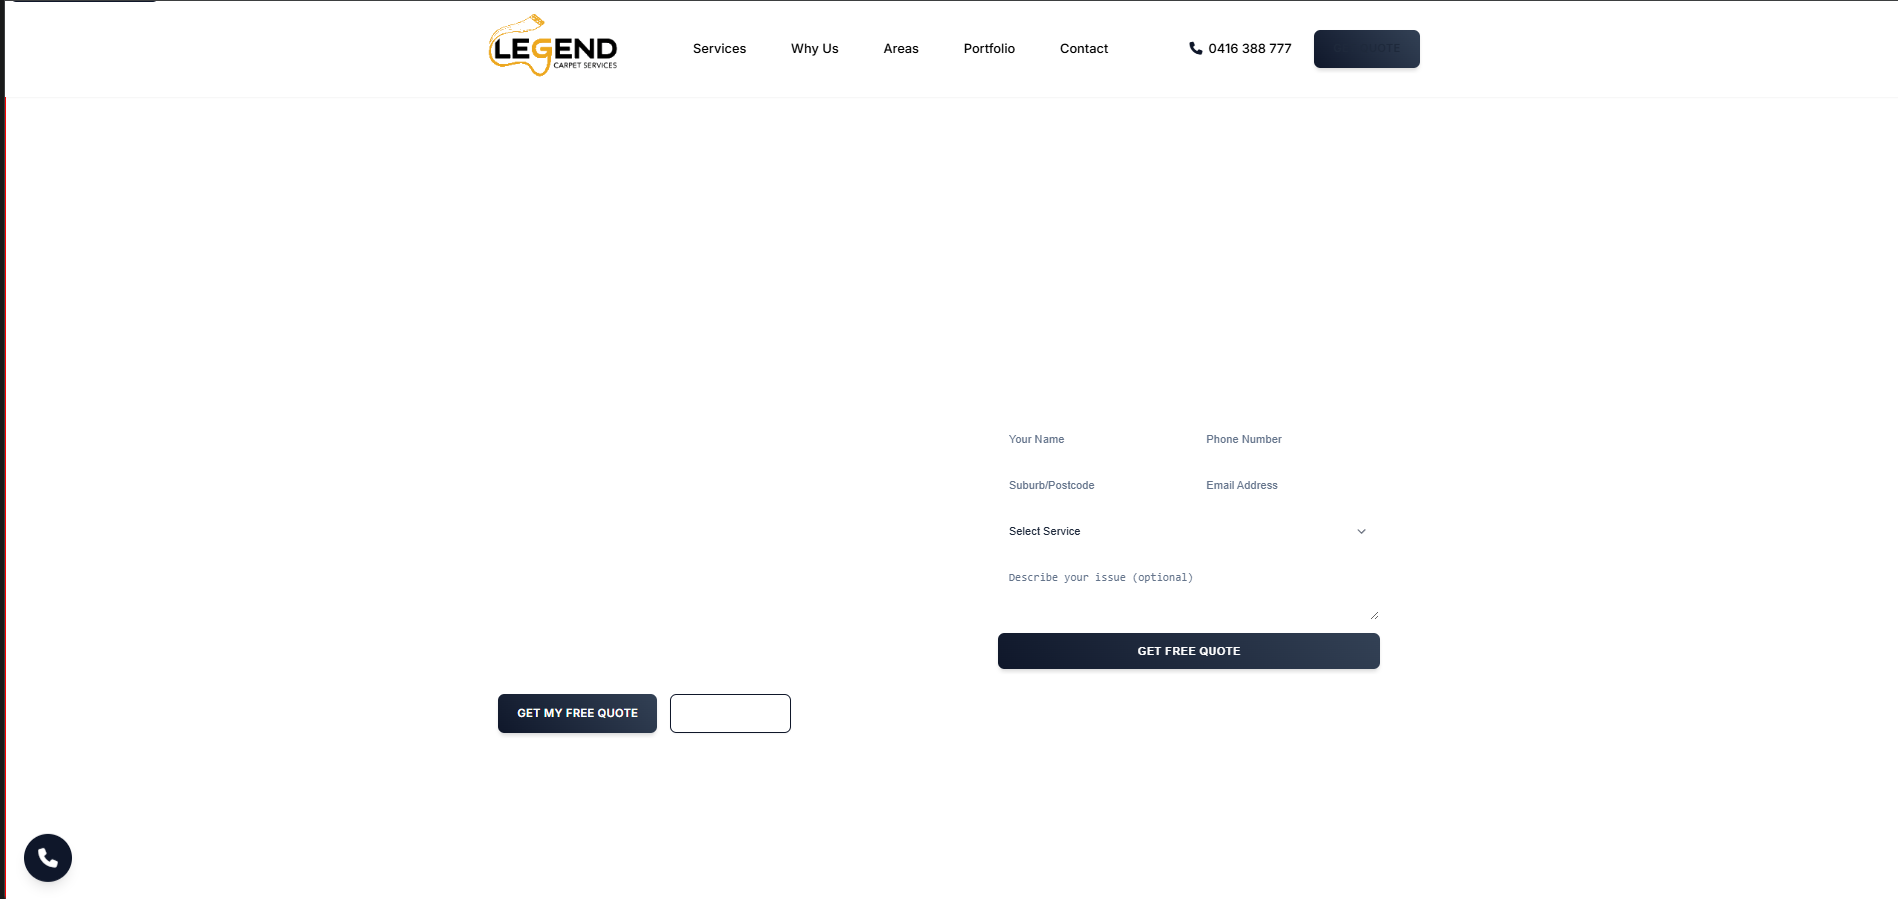 LEGEND
CARPET SERVICES
Services
Why Us
Areas
Portfolio
Contact
0416 388 777
QUOTE
Your Name
Phone Number
Suburb/Postcode
Email Address
Select Service
Describe your issue (optional)
GET FREE QUOTE
GET MY FREE QUOTE